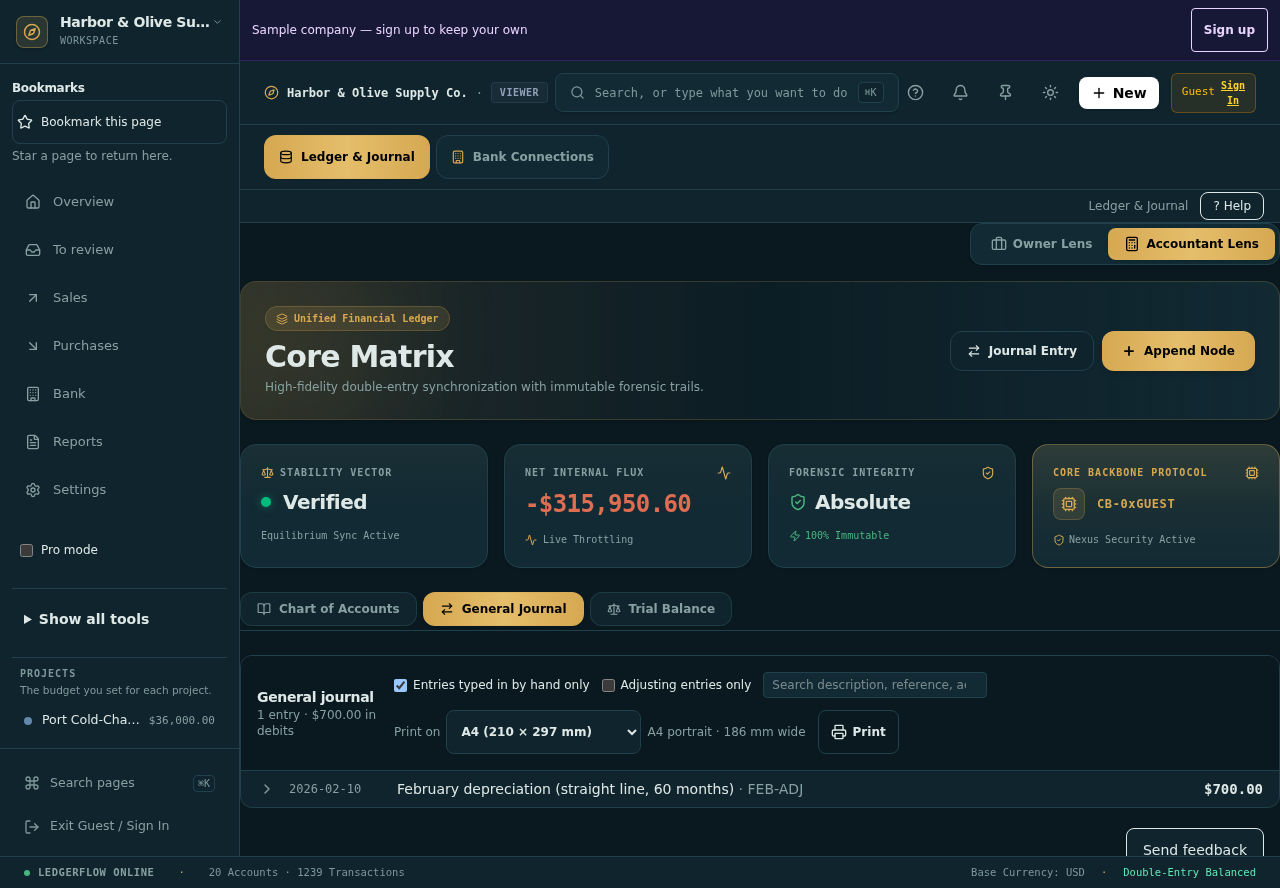 Harbor & Olive Su...
WORKSPACE
Bookmarks
Bookmark this page
Star a page to return here.
Overview
To review
Sales
Purchases
Bank
Reports
Settings
Pro mode
Show all tools
PROJECTS
The budget you set for each project.
Port Cold-Cha... $36,000.00
Search pages ⌘K
Exit Guest / Sign In
Sample company — sign up to keep your own
Sign up
Harbor & Olive Supply Co. · VIEWER
Search, or type what you want to do ⌘K
New
Guest Sign In
Ledger & Journal
Bank Connections
Ledger & Journal
? Help
Owner Lens
Accountant Lens
Unified Financial Ledger
Core Matrix
High-fidelity double-entry synchronization with immutable forensic trails.
Journal Entry
Append Node
STABILITY VECTOR
Verified
Equilibrium Sync Active
NET INTERNAL FLUX
-$315,950.60
Live Throttling
FORENSIC INTEGRITY
Absolute
100% Immutable
CORE BACKBONE PROTOCOL
CB-0xGUEST
Nexus Security Active
Chart of Accounts
General Journal
Trial Balance
General journal
1 entry · $700.00 in
debits
Entries typed in by hand only
Adjusting entries only
Search description, reference, a
Print on
A4 (210 × 297 mm)
A4 portrait · 186 mm wide
Print
2026-02-10 February depreciation (straight line, 60 months) · FEB-ADJ $700.00
Send feedback
LEDGERFLOW ONLINE · 20 Accounts · 1239 Transactions
Base Currency: USD · Double-Entry Balanced